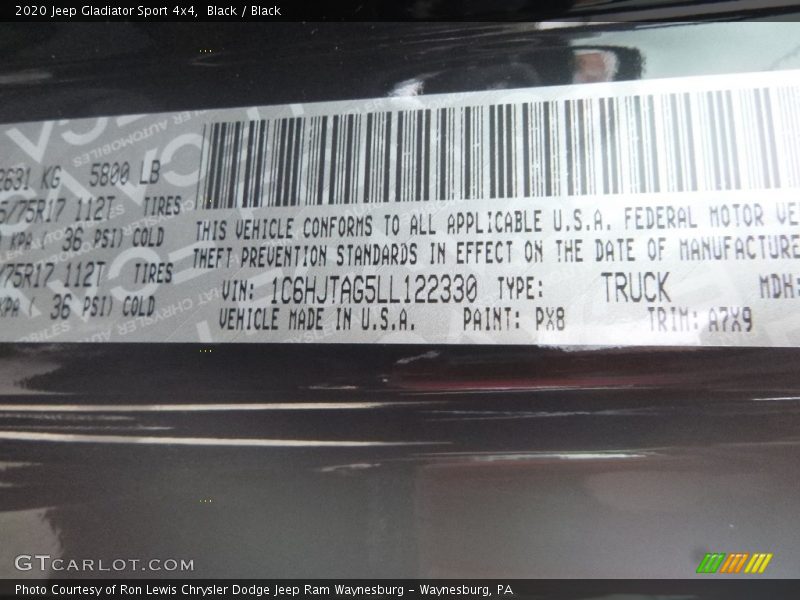 2020 Jeep Gladiator Sport 4x4, Black / Black
2631 KG 5800 LB
5/75R17 112T TIRES
KPA ( 36 PSI) COLD
/75R17 112T TIRES
KPA ( 36 PSI) COLD
THIS VEHICLE CONFORMS TO ALL APPLICABLE U.S.A. FEDERAL MOTOR VE
THEFT PREVENTION STANDARDS IN EFFECT ON THE DATE OF MANUFACTURE
VIN: 1C6HJTAG5LL122330 TYPE: TRUCK MDH:
VEHICLE MADE IN U.S.A. PAINT: PX8 TRIM: A7X9
GTCARLOT.COM
Photo Courtesy of Ron Lewis Chrysler Dodge Jeep Ram Waynesburg – Waynesburg, PA